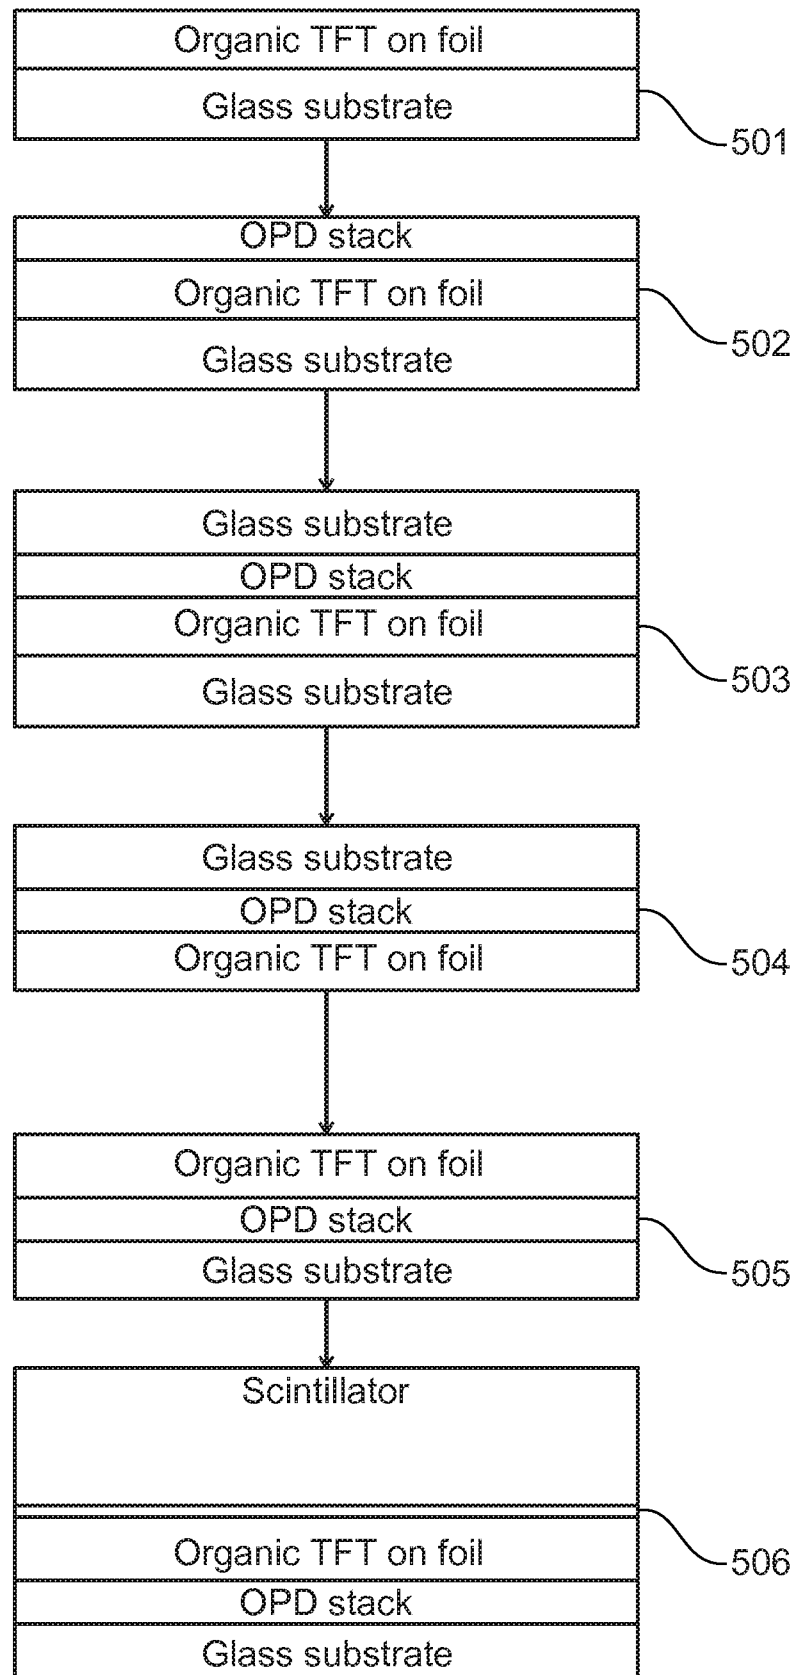 Organic TFT on foil
Glass substrate
501
OPD stack
Organic TFT on foil
502
Glass substrate
Glass substrate
OPD stack
Organic TFT on foil
503
Glass substrate
Glass substrate
OPD stack
Organic TFT on foil
504
Organic TFT on foil
OPD stack
Glass substrate
505
Scintillator
Organic TFT on foil
506
OPD stack
Glass substrate